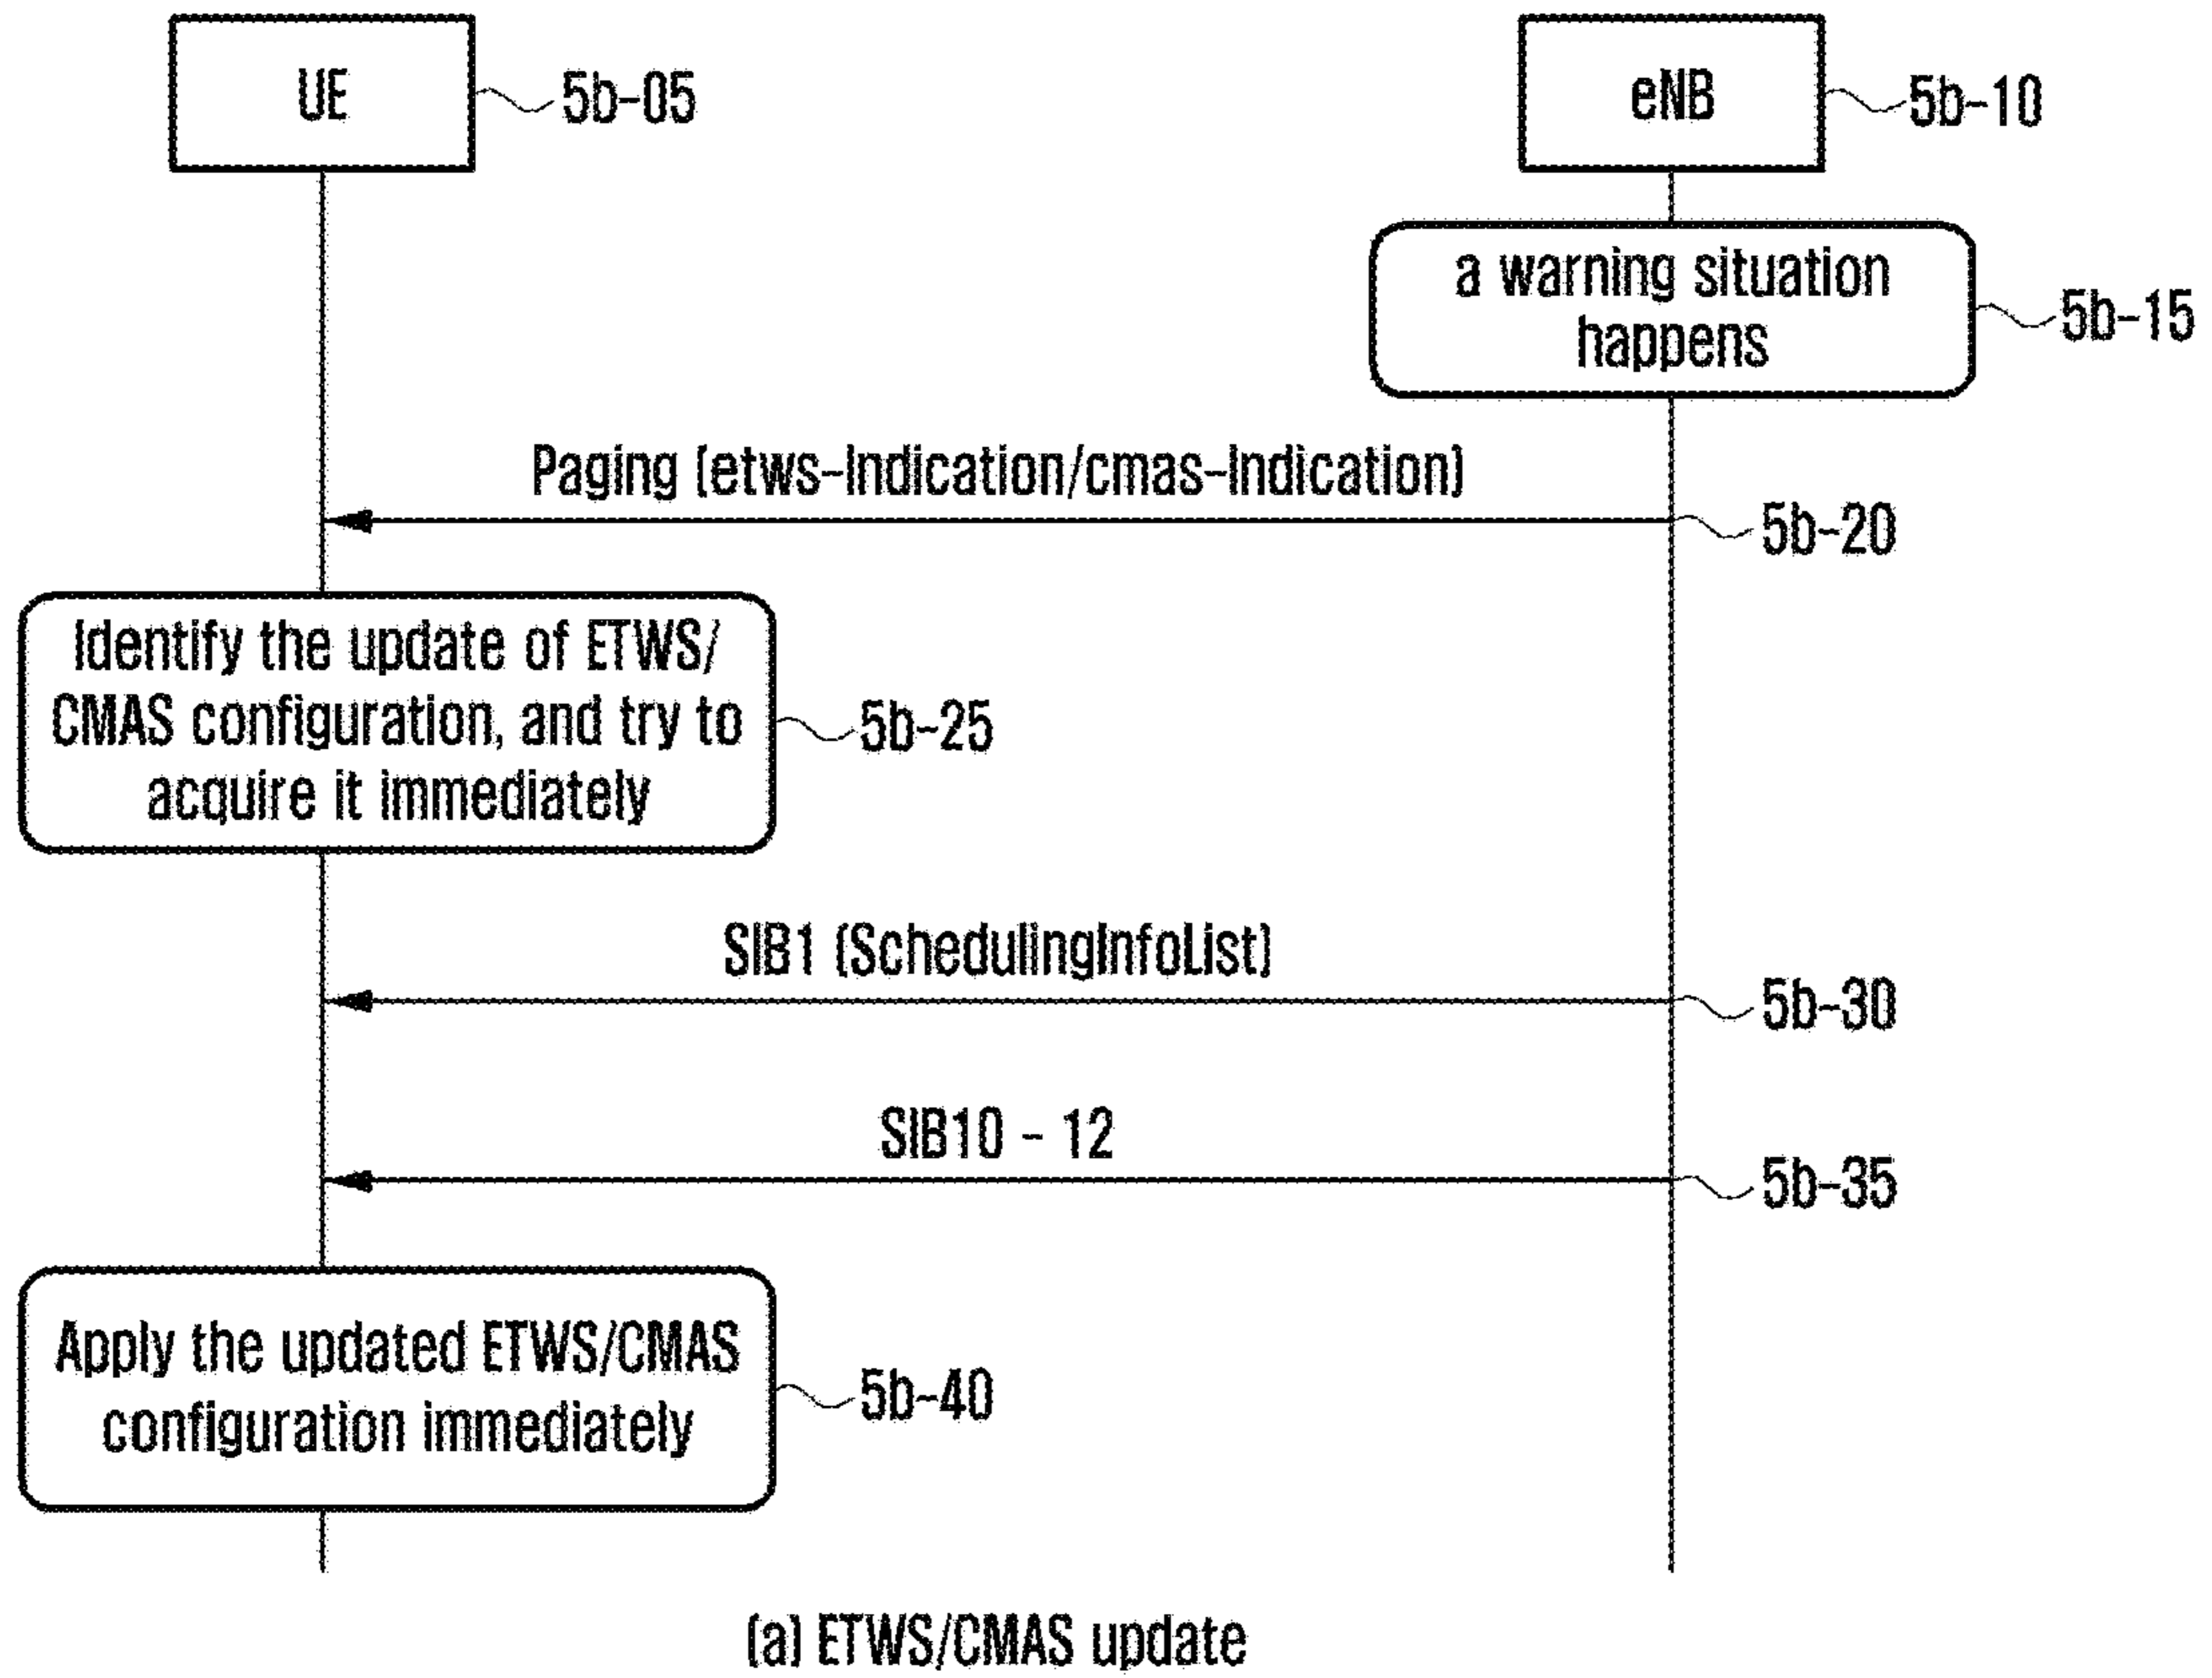 UE
5b-05
eNB
5b-10
a warning situation
happens
5b-15
Paging (etws-Indication/cmas-Indication)
5b-20
Identify the update of ETWS/
CMAS configuration, and try to
acquire it immediately
5b-25
SIB1 (SchedulingInfoList)
5b-30
SIB10 - 12
5b-35
Apply the updated ETWS/CMAS
configuration immediately
5b-40
(a) ETWS/CMAS update